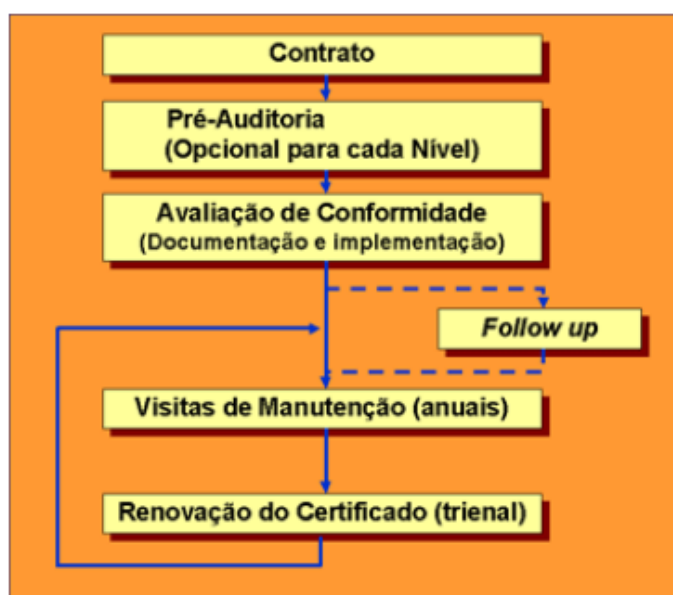 Contrato
Pré-Auditoria
(Opcional para cada Nível)
Avaliação de Conformidade
(Documentação e implementação)
Follow up
Visitas de Manutenção (anuais)
Renovação do Certificado (trienal)